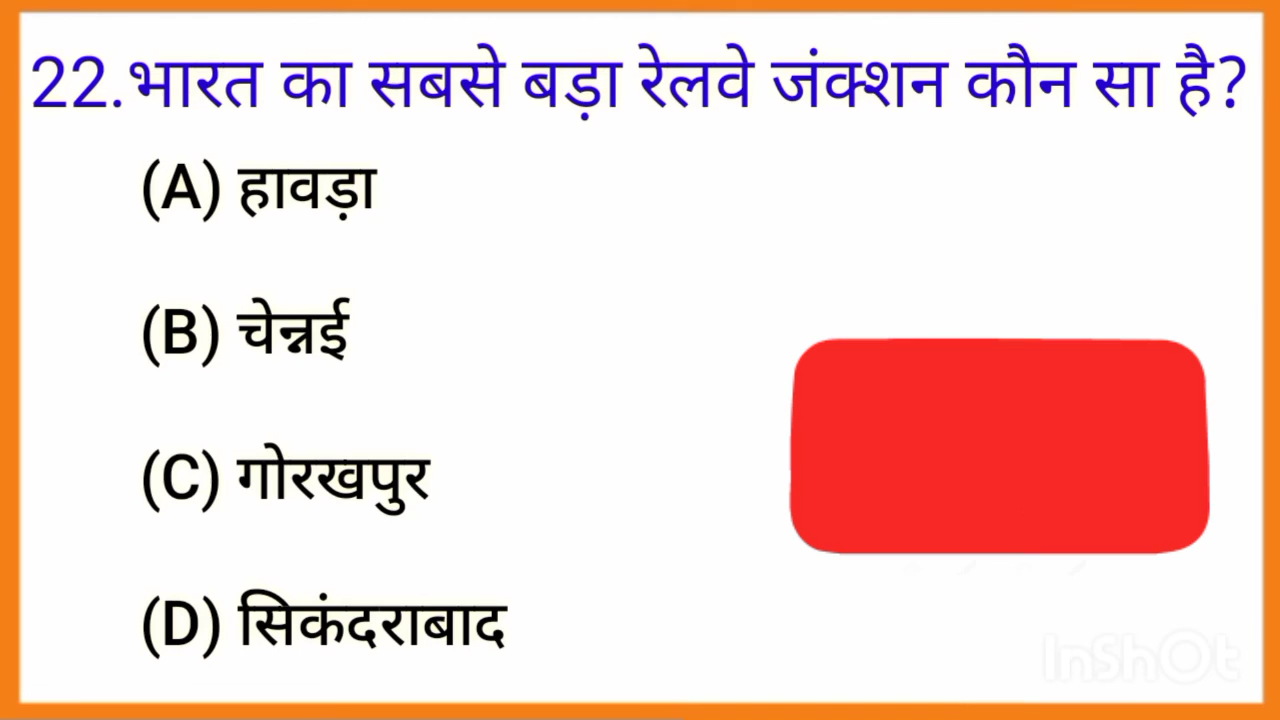 22.भारत का सबसे बड़ा रेलवे जंक्शन कौन सा है?
(A) हावड़ा
(B) चेन्नई
(C) गोरखपुर
(D) सिकंदराबाद
InShOt